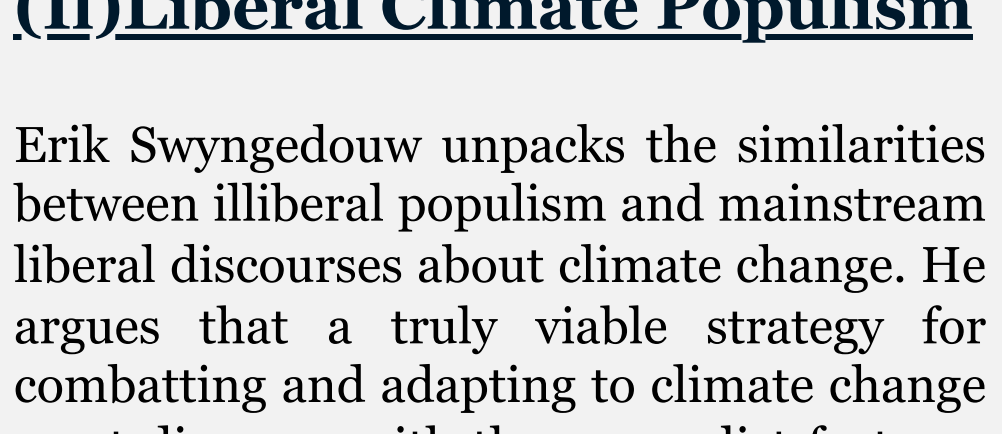 (II)Liberal Climate Populism
Erik Swyngedouw unpacks the similarities
between illiberal populism and mainstream
liberal discourses about climate change. He
argues that a truly viable strategy for
combatting and adapting to climate change